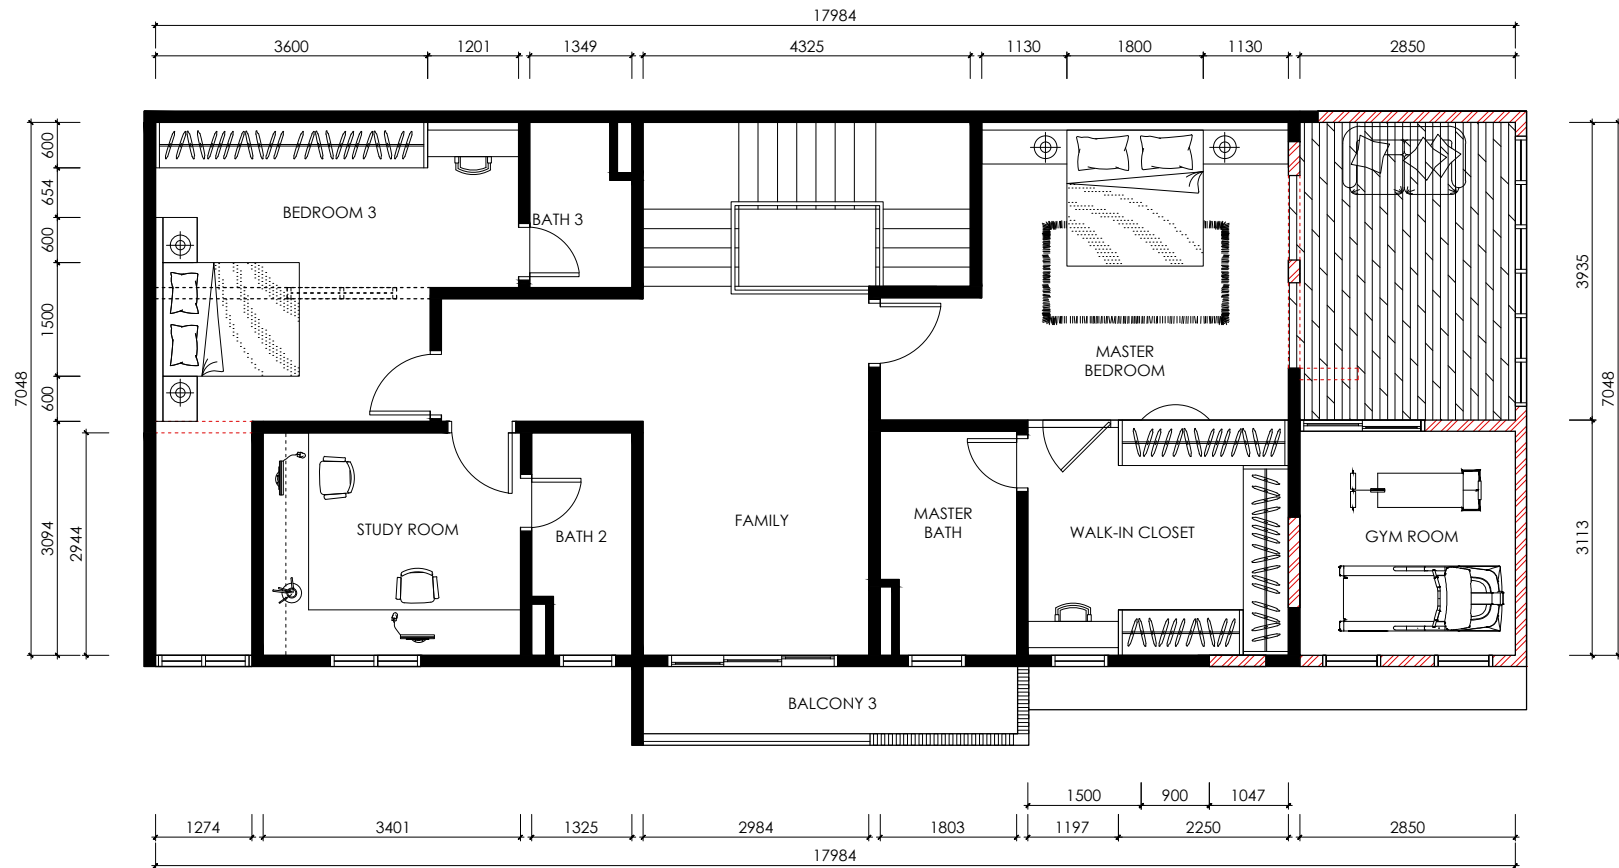 17984
3600
1201
1349
4325
1130
1800
1130
2850
600
654
600
1500
600
7048
3094
2944
BEDROOM 3
BATH 3
MASTER
BEDROOM
3935
7048
3113
STUDY ROOM
BATH 2
FAMILY
MASTER
BATH
WALK-IN CLOSET
GYM ROOM
BALCONY 3
1500
900
1047
1274
3401
1325
2984
1803
1197
2250
2850
17984